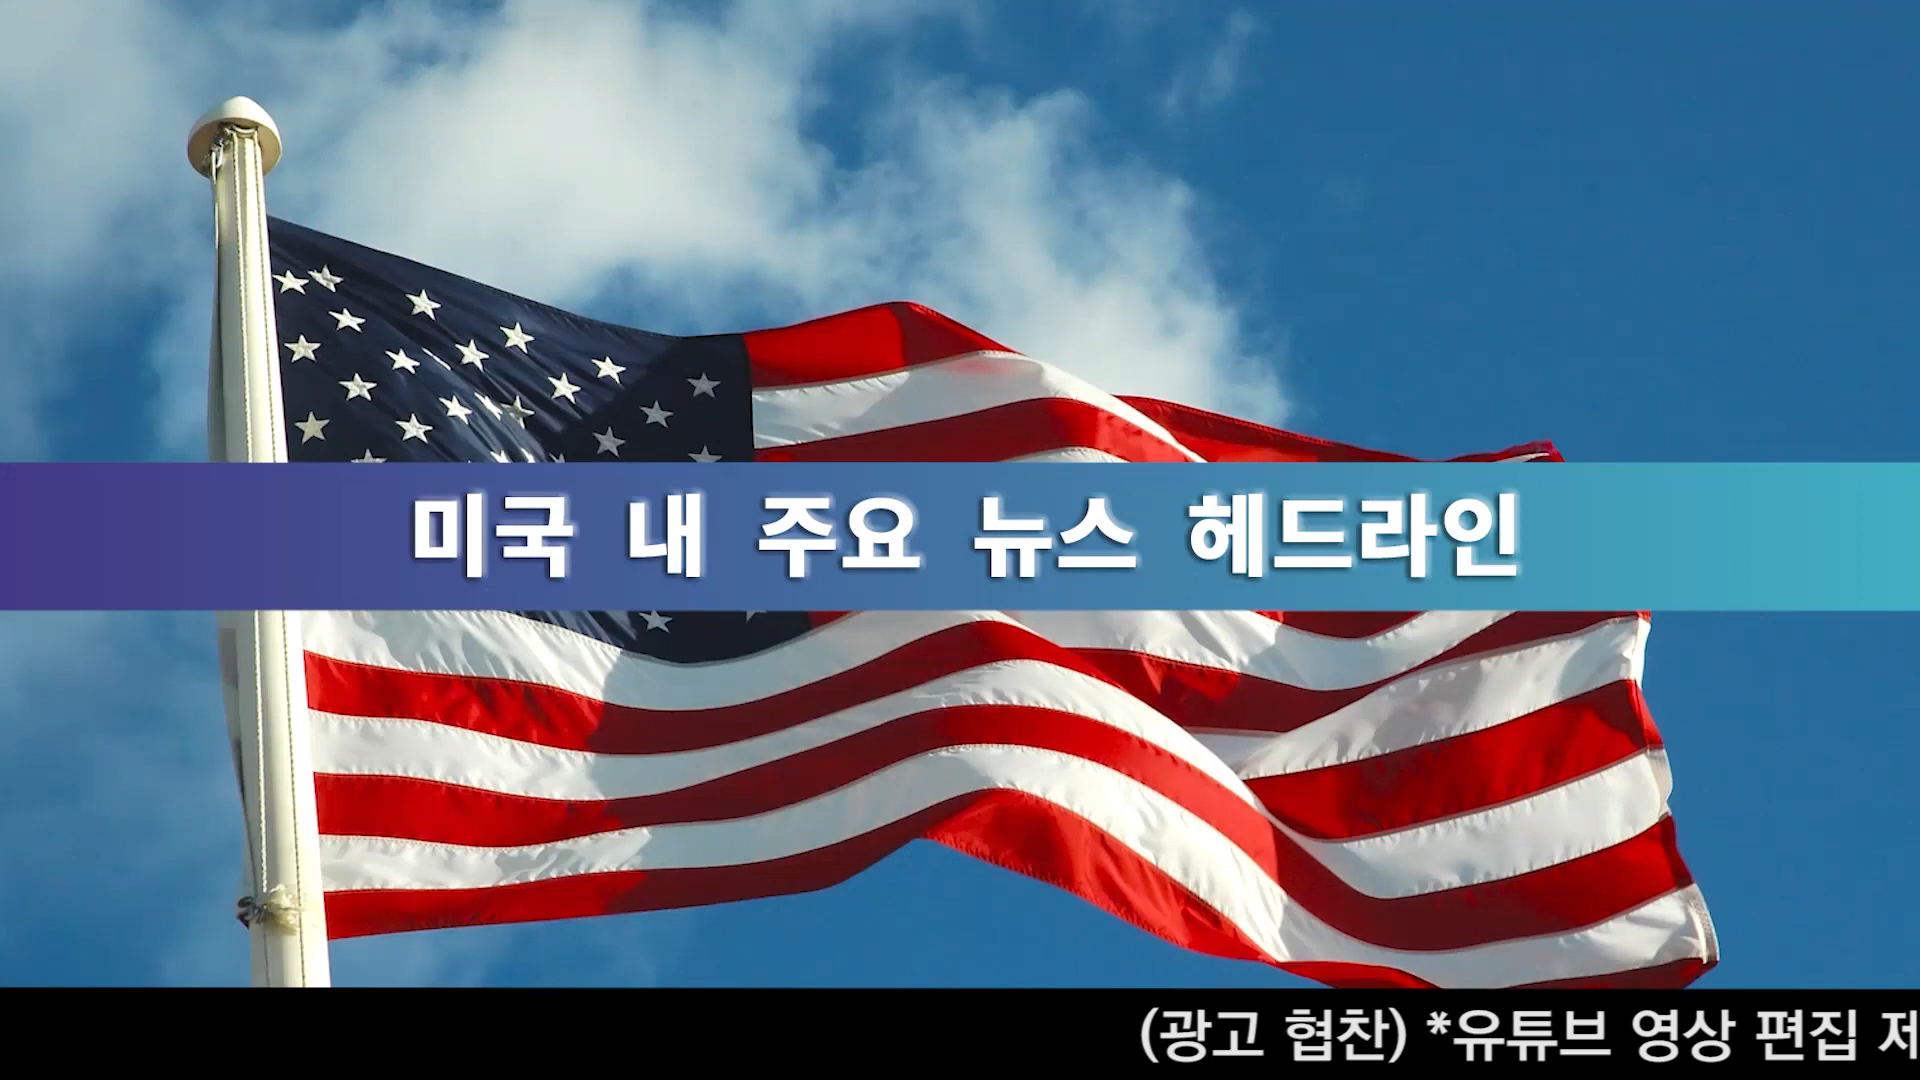 미국 내 주요 뉴스 헤드라인
(광고 협찬) *유튜브 영상 편집 제